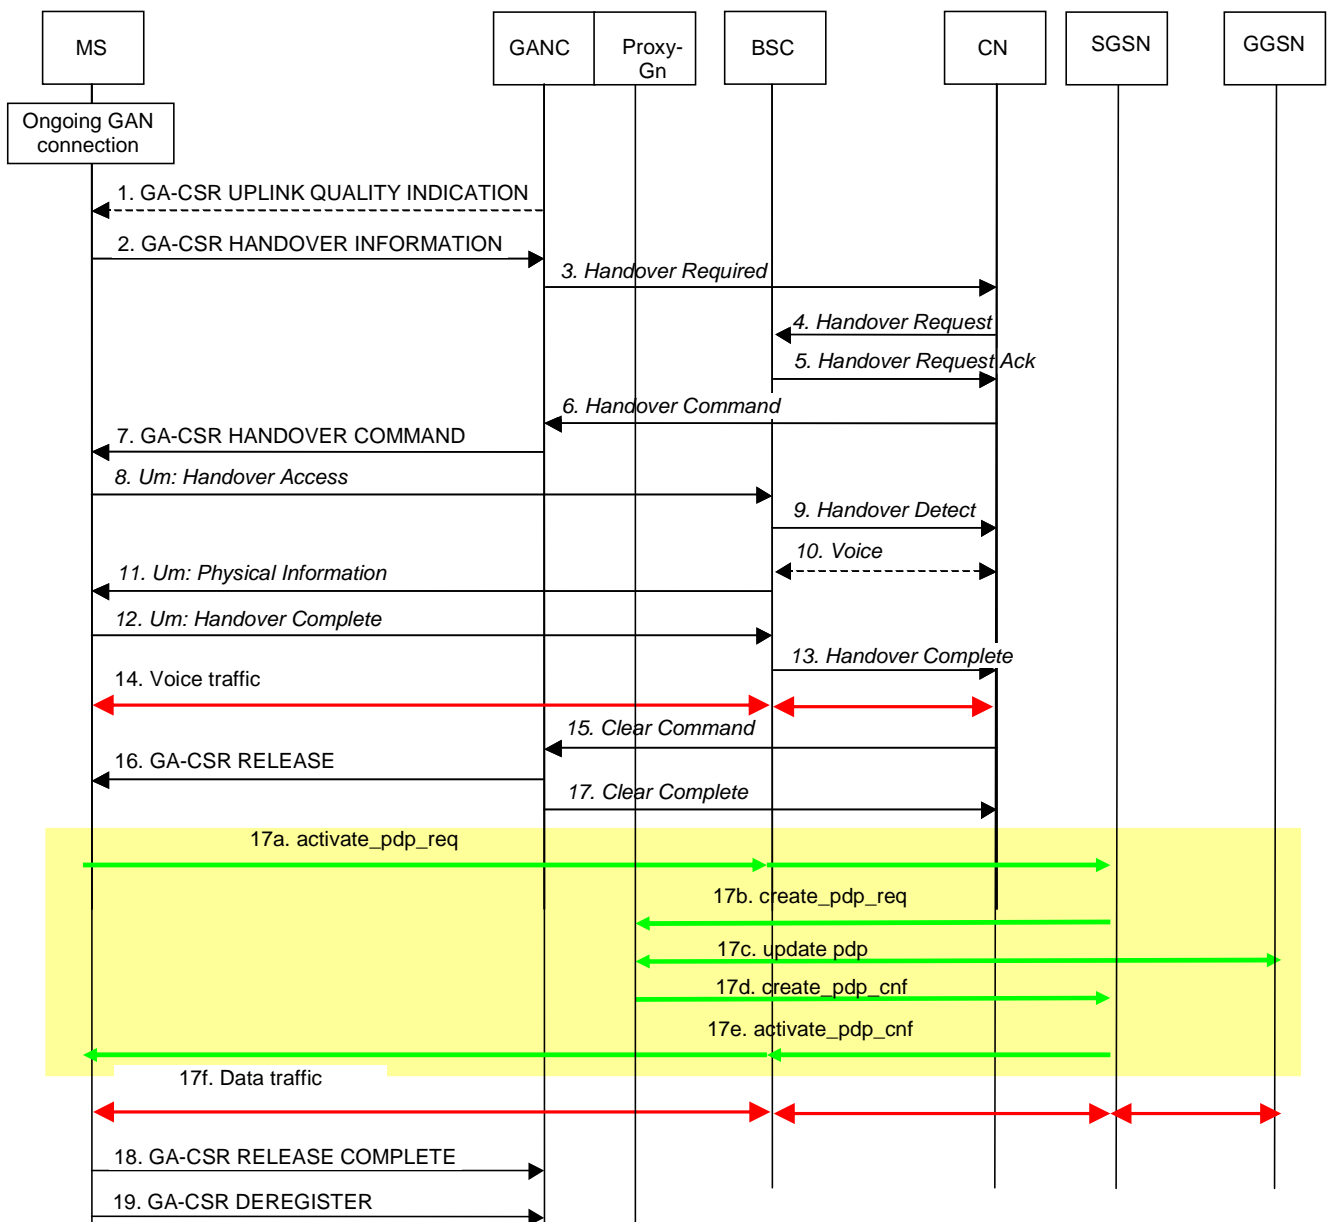 MS
GANC
Proxy-
Gn
BSC
CN
SGSN
GGSN
Ongoing GAN
connection
1. GA-CSR UPLINK QUALITY INDICATION
2. GA-CSR HANDOVER INFORMATION
3. Handover Required
4. Handover Request
5. Handover Request Ack
6. Handover Command
7. GA-CSR HANDOVER COMMAND
8. Um: Handover Access
9. Handover Detect
10. Voice
11. Um: Physical Information
12. Um: Handover Complete
13. Handover Complete
14. Voice traffic
15. Clear Command
16. GA-CSR RELEASE
17. Clear Complete
17a. activate_pdp_req
17b. create_pdp_req
17c. update pdp
17d. create_pdp_cnf
17e. activate_pdp_cnf
17f. Data traffic
18. GA-CSR RELEASE COMPLETE
19. GA-CSR DEREGISTER